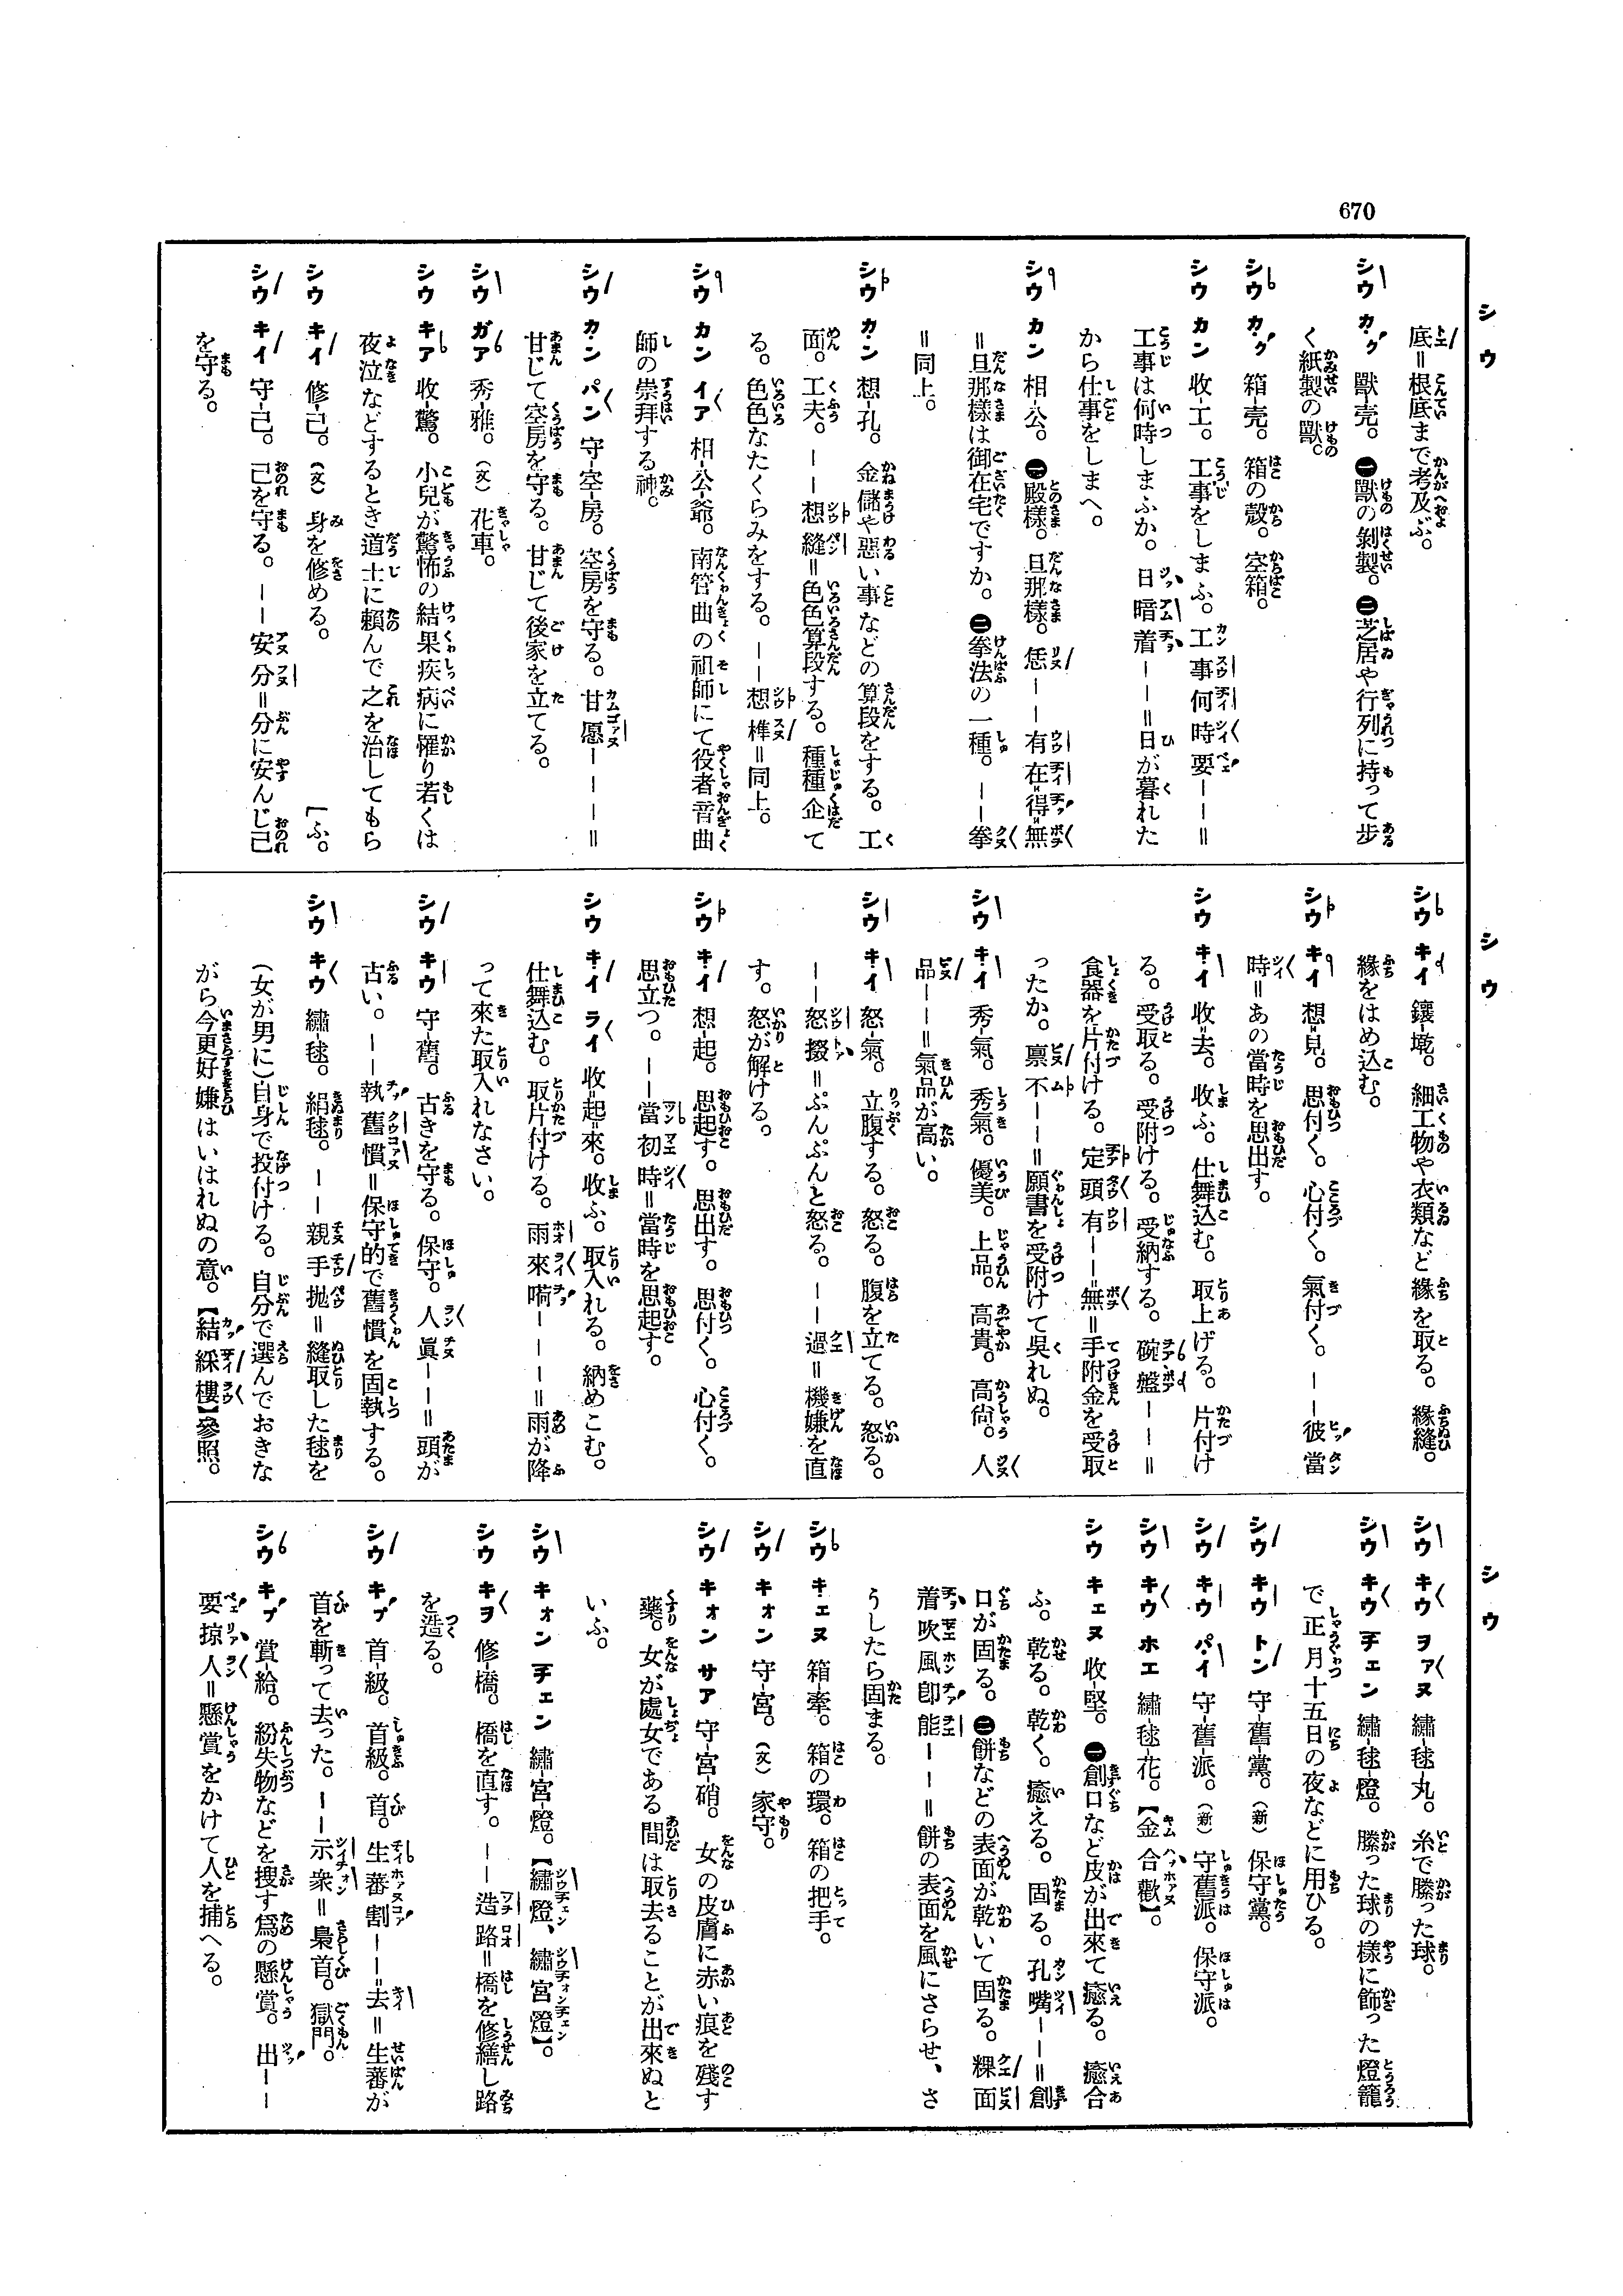 670
シウ
底＝根底まで考及ぶ。
シウ カ・ク 獸-壳。 ㊀獸の剝製。 ㊁芝居や行列に持って步
く紙製の獸。
シウ カ・ク 箱-壳。 箱の殼。空箱。
シウ カン 收-工。 工事をしまふ。工事何時要－－＝
工事は何時しまふか。日暗着－－＝日が暮れた
から仕事をしまへ。
シウ カン 相-公。 ㊀殿樣。旦那樣。恁－－有在=得=無
＝旦那樣は御在宅ですか。 ㊁拳法の一種。－－拳
＝同上。
シウ カ・ン 想-孔。 金儲や惡い事などの算段をする。工
面。工夫。－－想縫＝色色算段する。種種企て
る。色色なたくらみをする。－－想榫＝同上。
シウ カン イア 相-公-爺。 南管曲の祖師にて役者音曲
師の崇拜する神。
シウ カ・ン パン 守-空-房。 空房を守る。甘愿－－－＝
甘じて空房を守る。甘じて後家を立てる。
シウ ガア 秀-雅。（文）花車。
シウ キア 收-驚。 小兒が驚怖の結果疾病に罹り若くは
夜泣などするとき道士に賴んで之を治してもら
シウ キイ 修-己。（文）身を修める。 ［ふ。
シウ キイ 守-己。 己を守る。－－安分＝分に安んじ己
を守る。
シウ
シウ キイ 鑲-墘。 細工物や衣類など緣を取る。緣縫。
緣をはめ込む。
シウ キイ 想=見。 思付く。心付く。氣付く。－－彼當
時＝あの當時を思出す。
シウ キ・イ 收=去。 收ふ。仕舞込む。取上げる。片付け
る。受取る。受附ける。受納する。碗盤－－＝
食器を片付ける。定頭有－－=無＝手附金を受取
ったか。禀不－－＝願書を受附けて吳れぬ。
シウ キ・イ 秀-氣。 秀氣。優美。上品。高貴。高尙。人
品－－＝氣品が高い。
シウ キ・イ 怒-氣。 立腹する。怒る。腹を立てる。怒る。
－－怒掇＝ぷんぷんと怒る。－－過＝機嫌を直
す。怒が解ける。
シウ キ・イ 想-起。 思起す。思出す。思付く。心付く。
思立つ。－－當初時＝當時を思起す。
シウ キ・イ ライ 收=起=來。 收ふ。取入れる。納めこむ。
仕舞込む。取片付ける。雨來嗬－－－＝雨が降
って來た取入れなさい。
シウ キウ 守-舊。 古きを守る。保守。人眞－－＝頭が
古い。－－執舊慣＝保守的で舊慣を固執する。
シウ キウ 繡-毬。 絹毬。－－親手抛＝縫取した毬を
（女が男に）自身で投付ける。自分で選んでおきな
がら今更好嫌はいはれぬの意。【結綵樓】參照。
シウ
シウ キウ ヲァヌ 繡-毬-丸。 糸で縢った球。
シウ キウ チェン 繡-毬-燈。 縢った球の樣に飾った燈籠
で正月十五日の夜などに用ひる。
シウ キウ トン 守-舊-黨。（新）保守黨。
シウ キウ パイ 守-舊-派。（新）守舊派。保守派。
シウ キウ ホエ 繡-毬-花。【金合歡】。
シウ キェヌ 收-堅。 ㊀創口など皮が出來て癒る。癒合
ふ。乾る。乾く。癒える。固る。孔嘴－－＝創
口が固る。 ㊁餠などの表面が乾いて固る。粿面
着吹風卽能－－＝餠の表面を風にさらせ、さ
うしたら固まる。
シウ キ・ェヌ 箱-牽。 箱の環。箱の把手。
シウ キォン 守-宮。（文）家守。
シウ キォン サア 守-宮-硝。 女の皮膚に赤い痕を殘す
藥。女が處女である間は取去ることが出來ぬと
いふ。
シウ キォン チェン 繡-宮-燈。【繡燈、繡宮燈】。
シウ キヲ 修-橋。 橋を直す。－－造路＝橋を修繕し路
を造る。
シウ キ・プ 首-級。 首級。首。生蕃割－－=去＝生蕃が
首を斬って去った。－－示衆＝梟首。獄門。
シウ キ・プ 賞-給。 紛失物などを搜す爲の懸賞。出－－
要掠人＝懸賞をかけて人を捕へる。